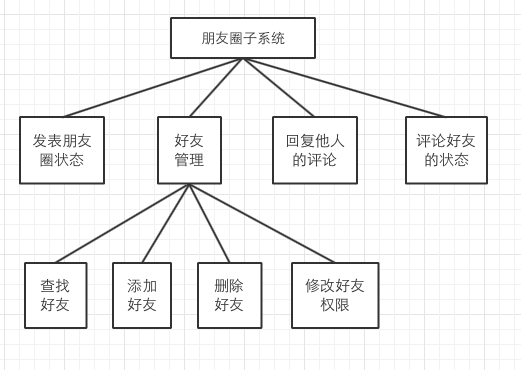 朋友圈子系统
发表朋友
圈状态
好友
管理
回复他人
的评论
评论好友
的状态
查找
好友
添加
好友
删除
好友
修改好友
权限